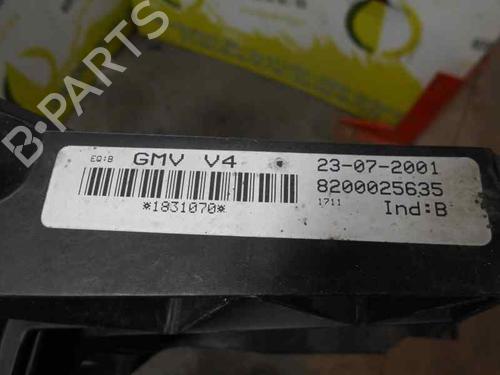 B-PARTS
EQ:B GMV V4 23-07-2001
8200025635
*1831070* 1711 Ind:B